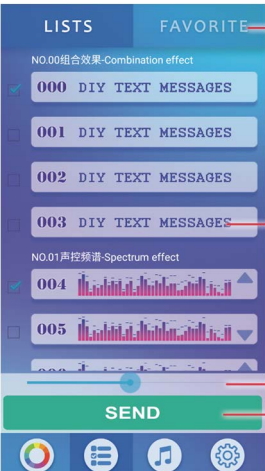 LISTS FAVORITE
NO.00组合效果-Combination effect
000 DIY TEXT MESSAGES
001 DIY TEXT MESSAGES
002 DIY TEXT MESSAGES
003 DIY TEXT MESSAGES
NO.01声控频谱-Spectrum effect
004
005
SEND